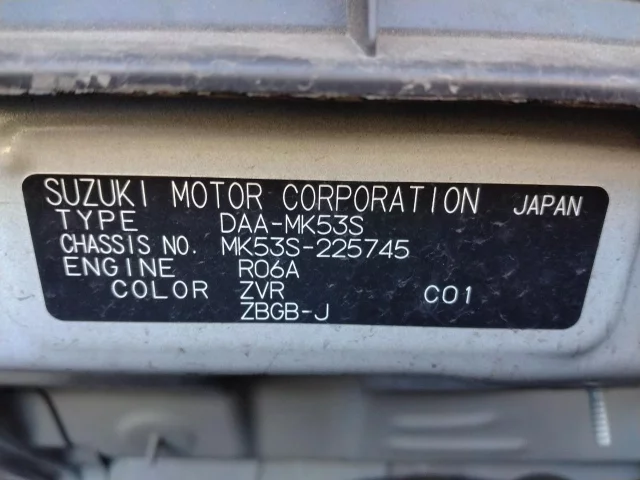 SUZUKI MOTOR CORPORATION JAPAN
TYPE DAA-MK53S
CHASSIS NO. MK53S-225745
ENGINE R06A
COLOR ZVR C01
ZBGB-J